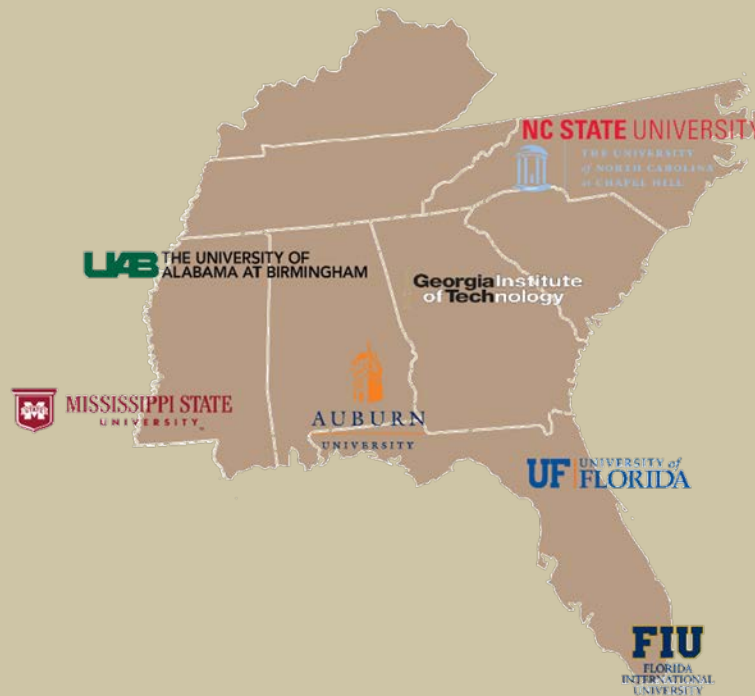 NC STATE UNIVERSITY
THE UNIVERSITY
of NORTH CAROLINA
at CHAPEL HILL
UAB THE UNIVERSITY OF
ALABAMA AT BIRMINGHAM
Georgia Institute
of Technology
MISSISSIPPI STATE
UNIVERSITY™
AUBURN
UNIVERSITY
UF UNIVERSITY of
FLORIDA
FIU
FLORIDA
INTERNATIONAL
UNIVERSITY